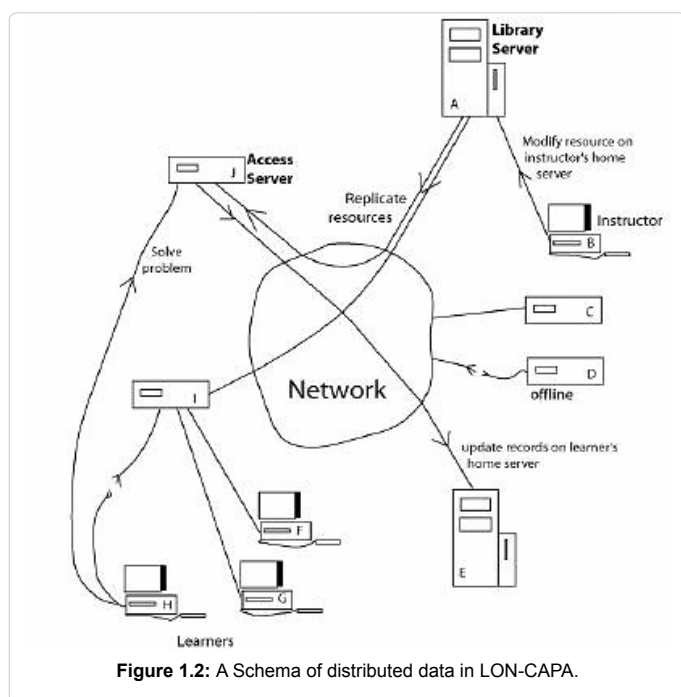 Library
Server
A
Modify resource on
instructor's home
server
Access
Server
J
Replicate
resources
Instructor
B
Solve
problem
C
Network
D
offline
I
update records on learner's
home server
F
E
G
H
Learners
Figure 1.2: A Schema of distributed data in LON-CAPA.